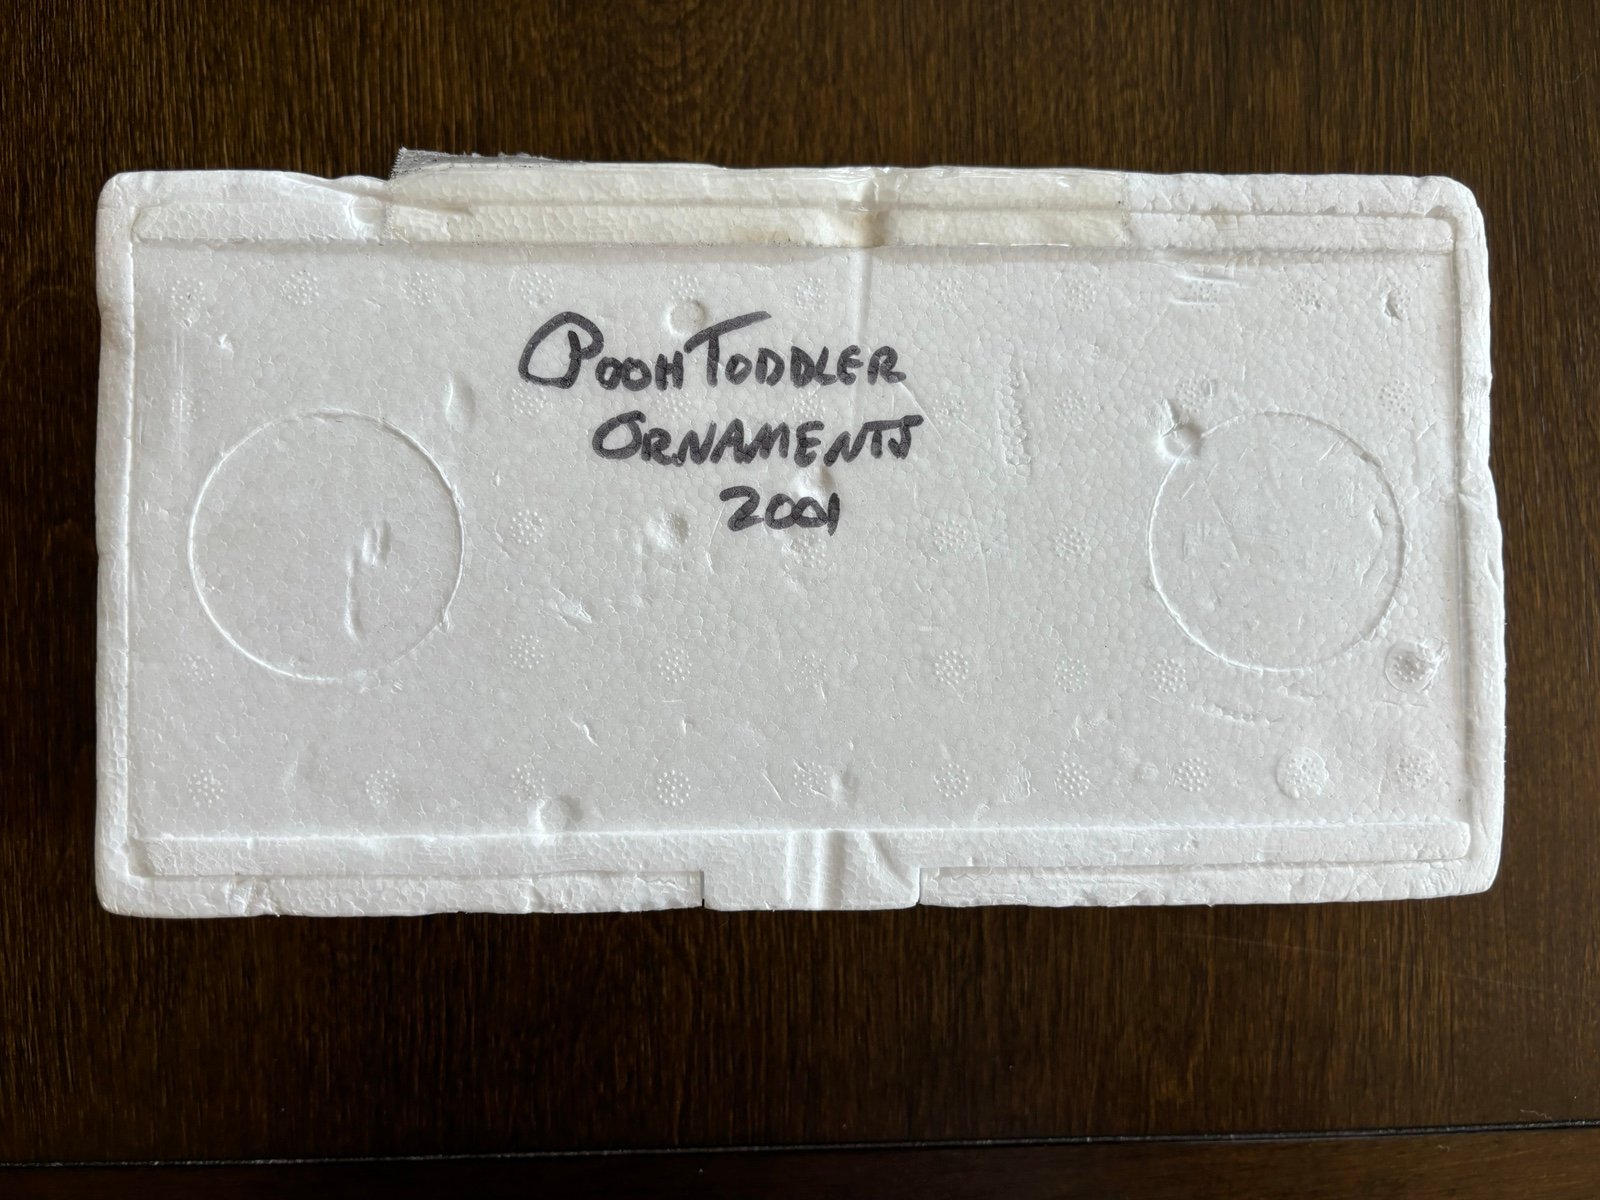 POOH TODDLER
ORNAMENTS
2001